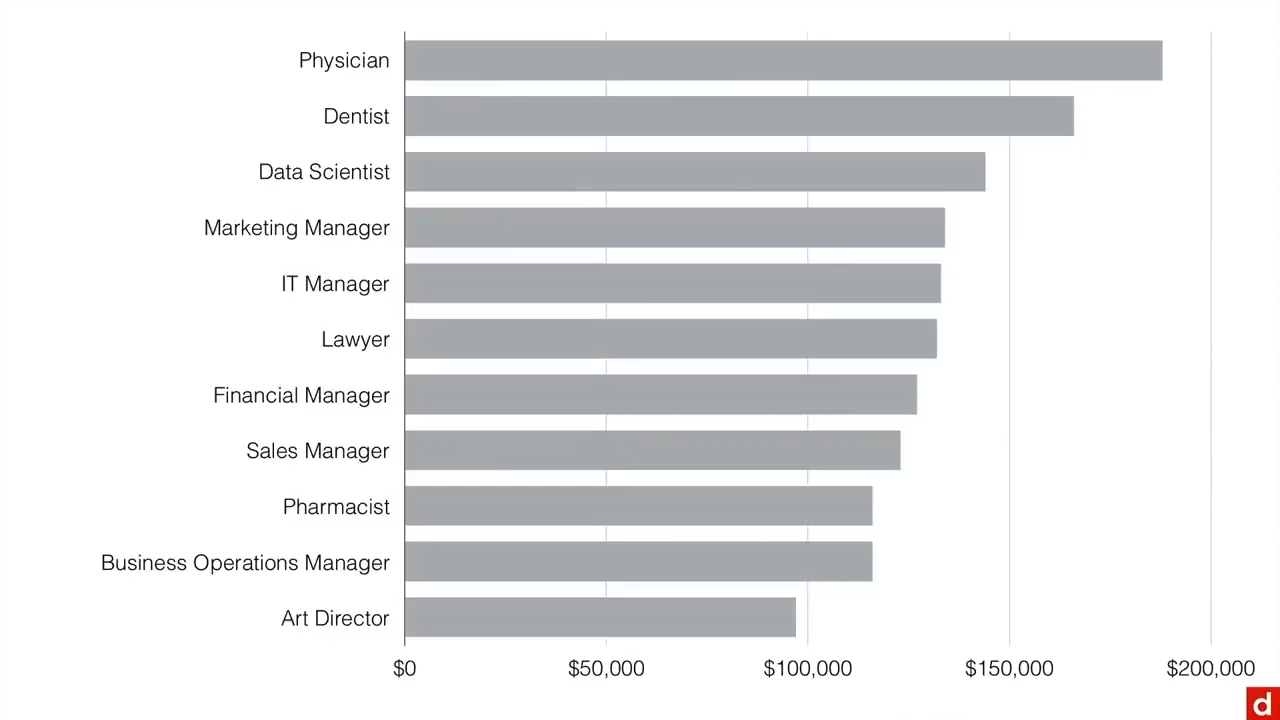 Physician
Dentist
Data Scientist
Marketing Manager
IT Manager
Lawyer
Financial Manager
Sales Manager
Pharmacist
Business Operations Manager
Art Director
$0 $50,000 $100,000 $150,000 $200,000
d